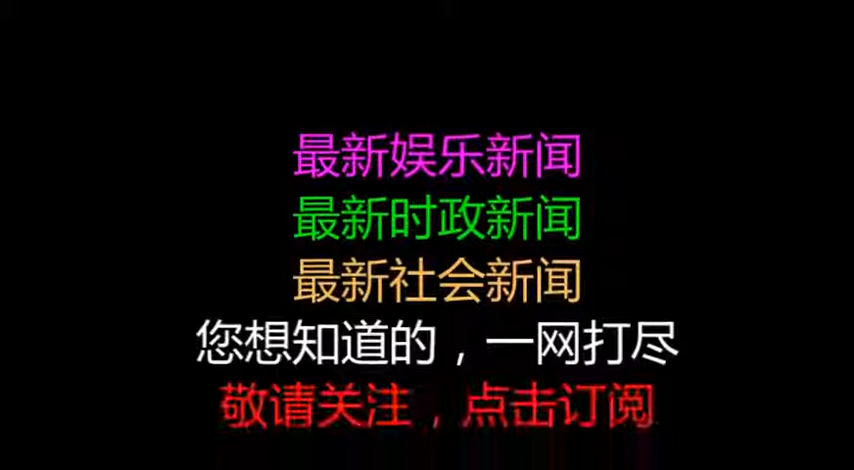 最新娱乐新闻
最新时政新闻
最新社会新闻
您想知道的，一网打尽
敬请关注，点击订阅